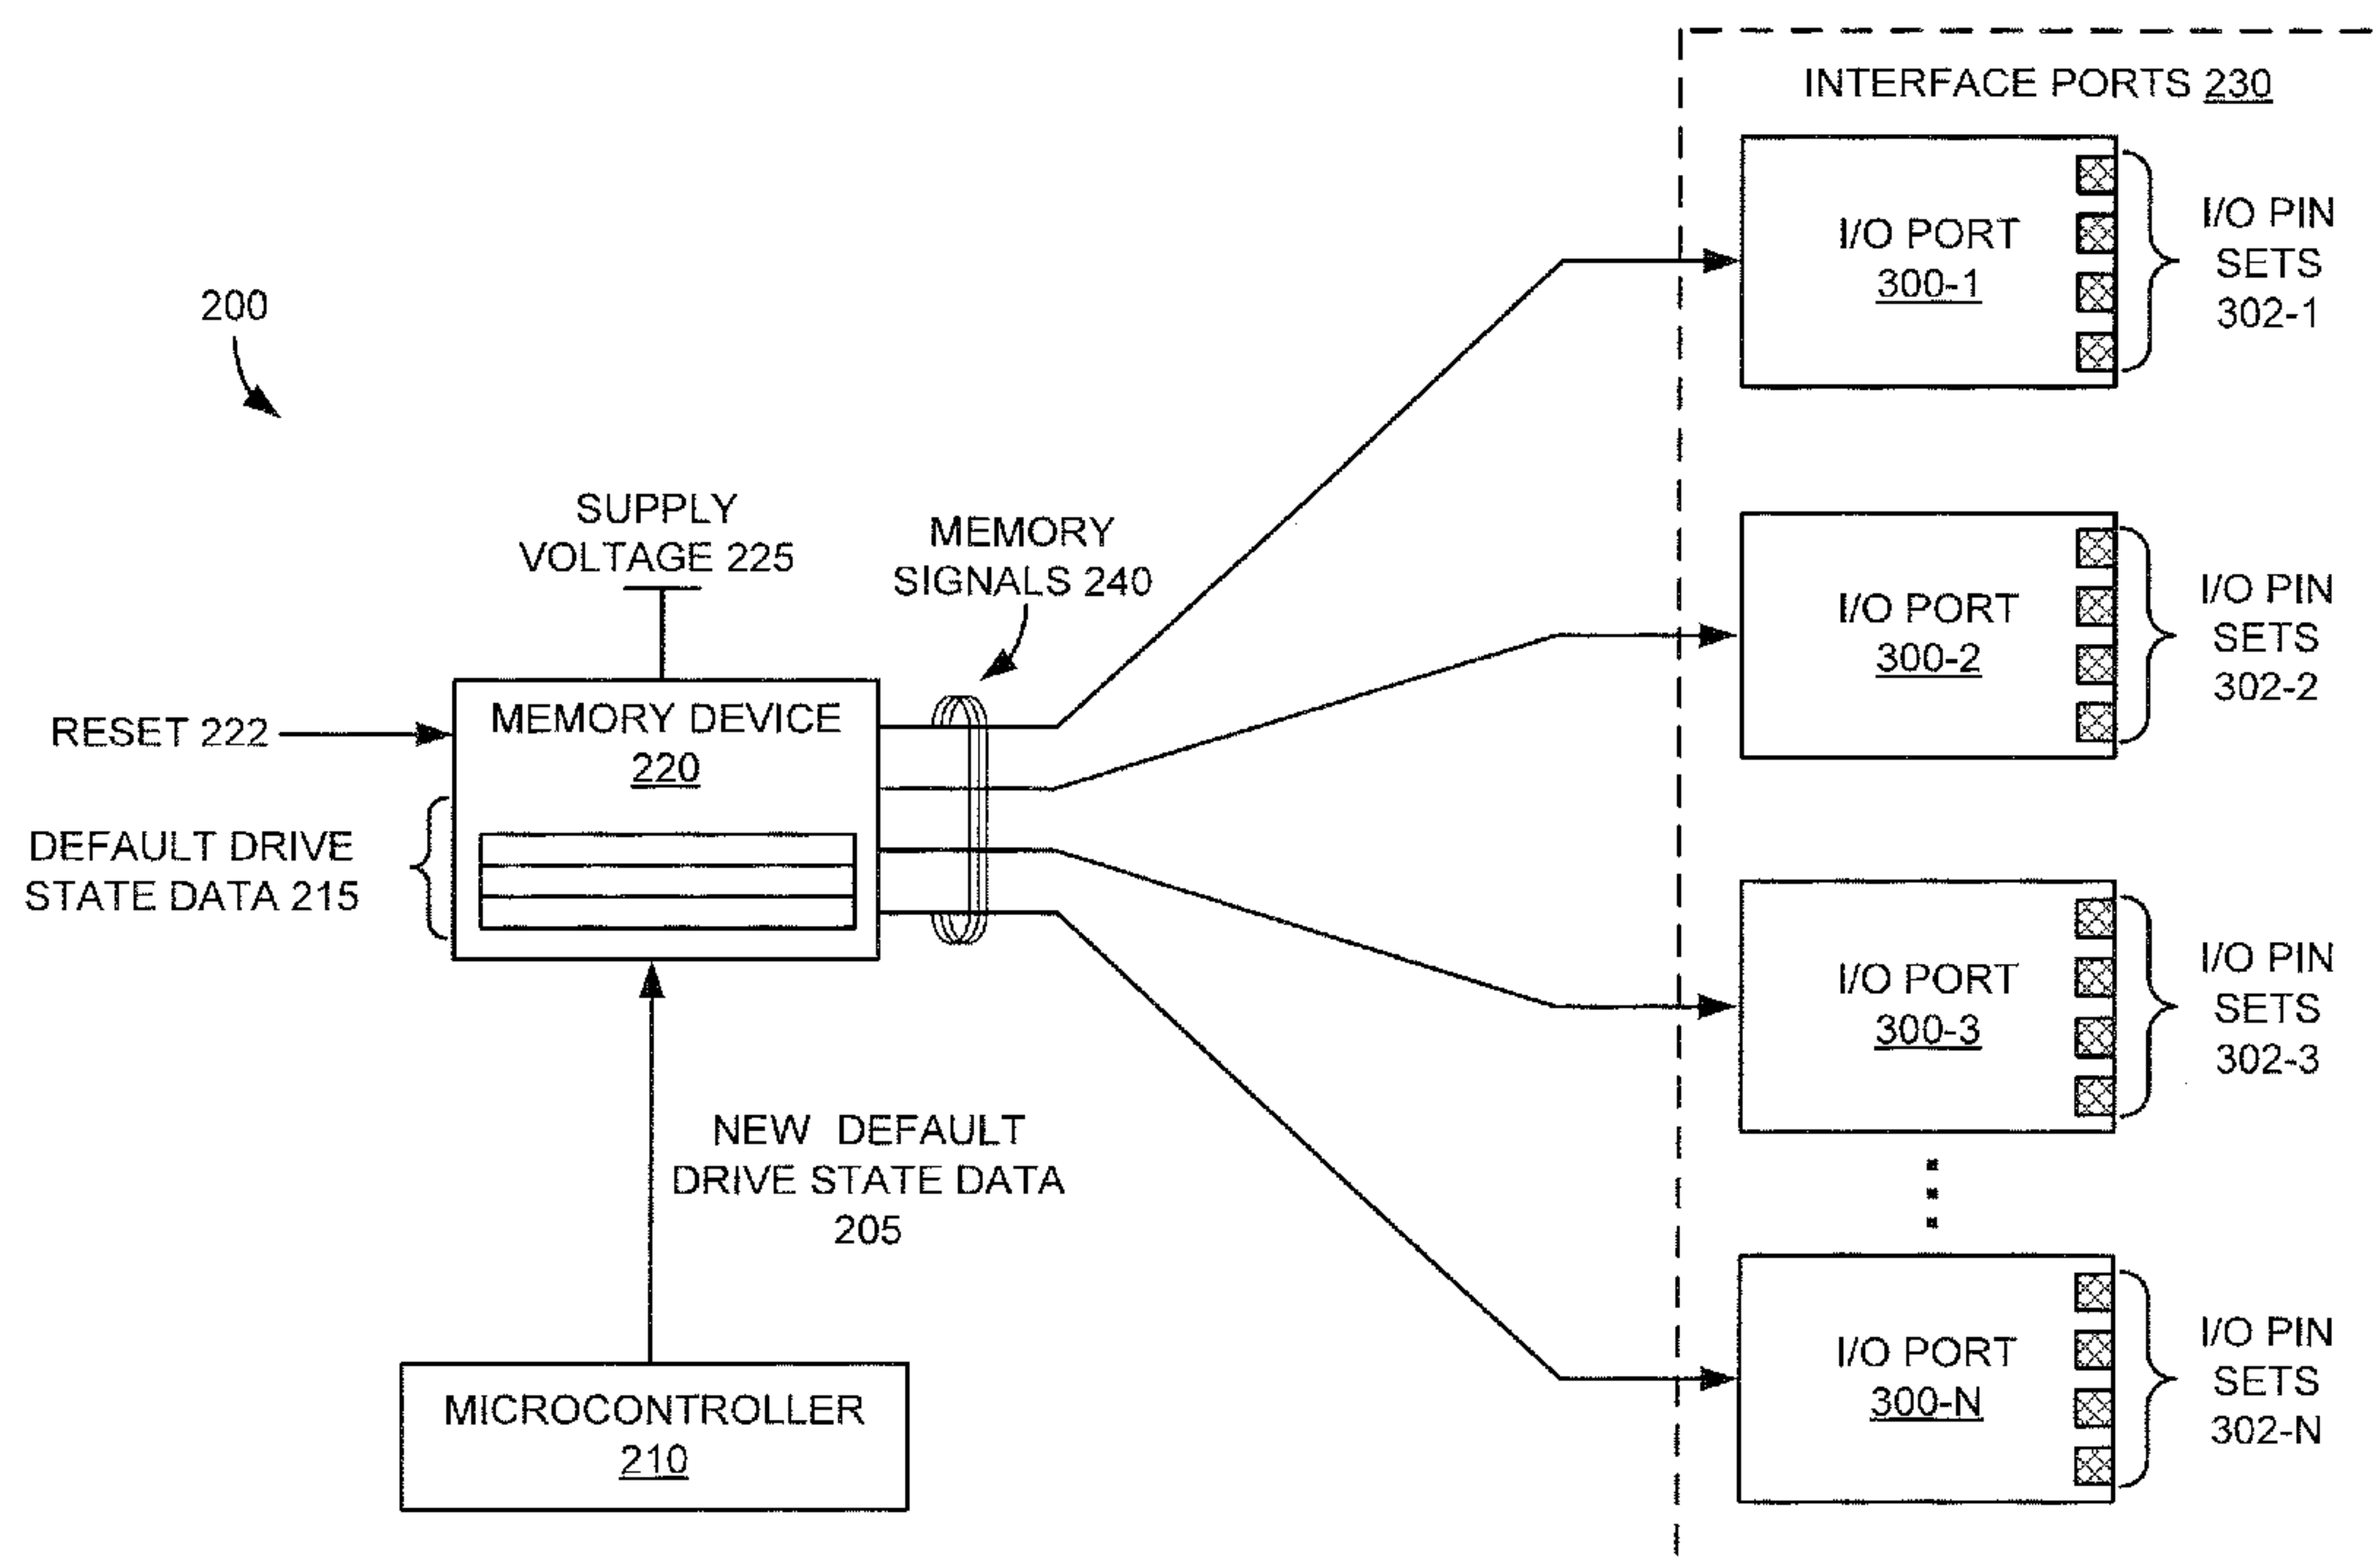 INTERFACE PORTS 230
I/O PORT
300-1
I/O PIN
SETS
302-1
200
SUPPLY
VOLTAGE 225
MEMORY
SIGNALS 240
I/O PORT
300-2
I/O PIN
SETS
302-2
RESET 222
MEMORY DEVICE
220
DEFAULT DRIVE
STATE DATA 215
I/O PORT
300-3
I/O PIN
SETS
302-3
NEW DEFAULT
DRIVE STATE DATA
205
MICROCONTROLLER
210
I/O PORT
300-N
I/O PIN
SETS
302-N